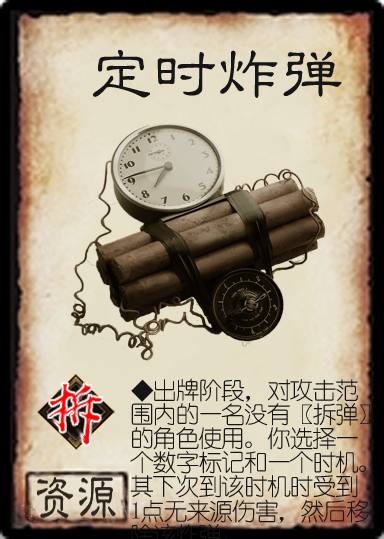 定时炸弹
拆
◆出牌阶段，对攻击范
围内的一名没有〖拆弹〗
的角色使用。你选择一
个数字标记和一个时机。
其下次到该时机时受到
1点无来源伤害，然后移
资源